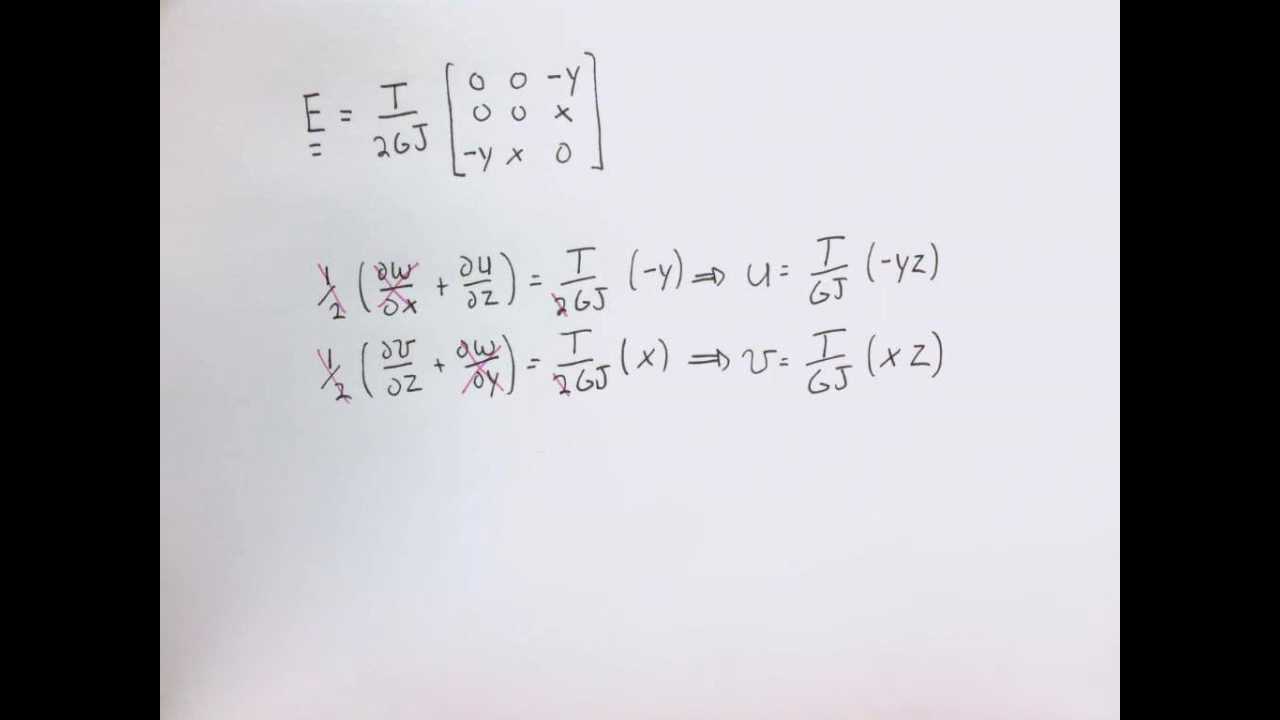 E = T/2GJ [0 0 -y
0 0 x
-y x 0]
1/2 (∂w/∂x + ∂u/∂z) = T/2GJ (-y) ⇒ u = T/GJ (-yz)
1/2 (∂v/∂z + ∂w/∂y) = T/2GJ (x) ⇒ v = T/GJ (xz)